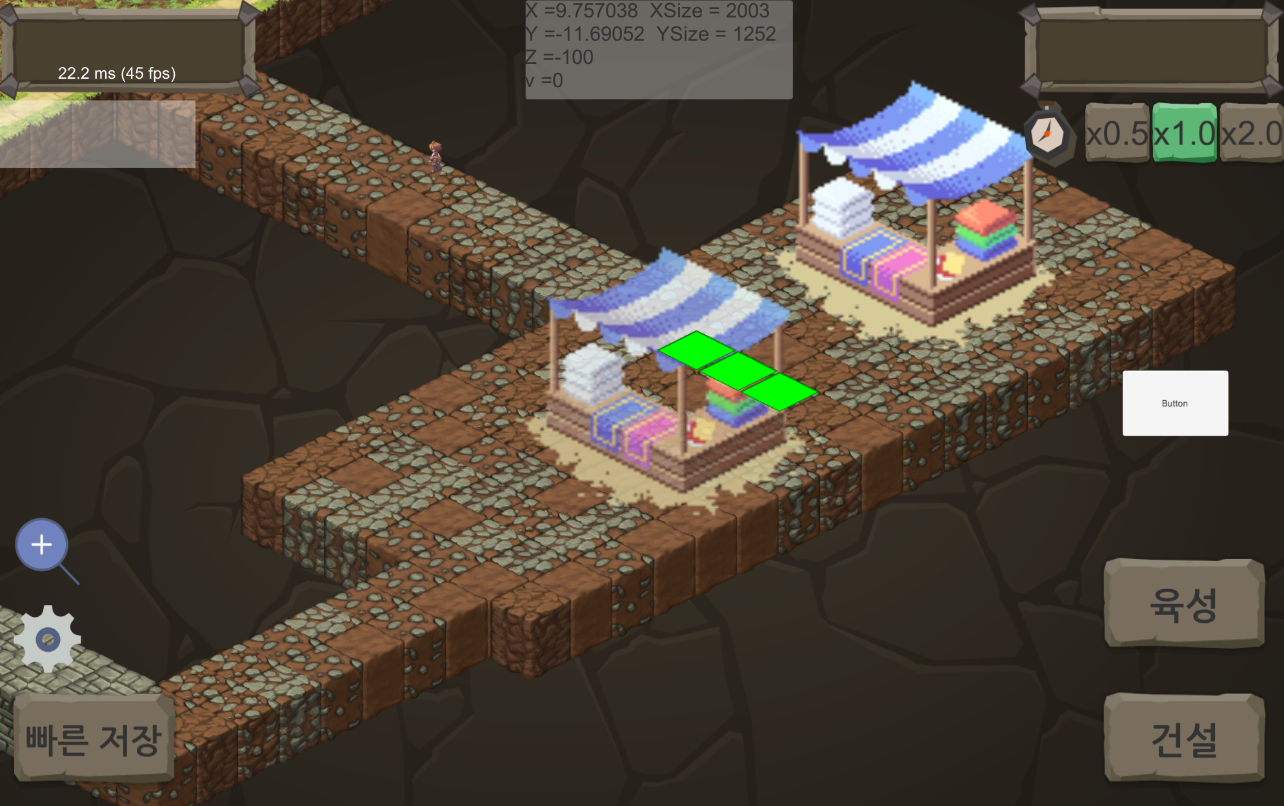 X =9.757038  XSize = 2003
Y =-11.69052  YSize = 1252
Z =-100
v =0
22.2 ms (45 fps)
x0.5 x1.0 x2.0
Button
육성
빠른 저장
건설